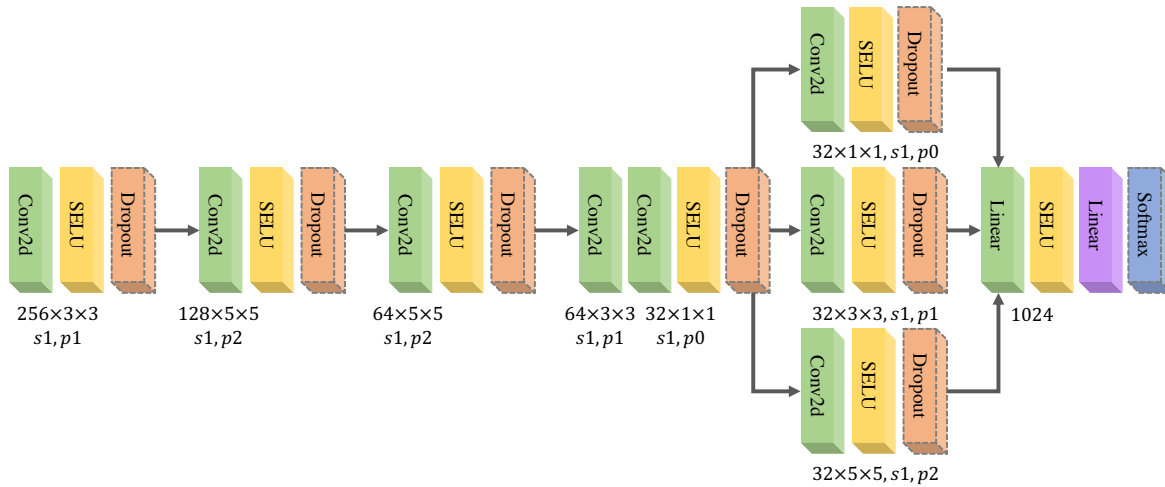 Conv2d
SELU
Dropout
32×1×1, s1, p0
Conv2d
SELU
Dropout
256×3×3
s1, p1
Conv2d
SELU
Dropout
128×5×5
s1, p2
Conv2d
SELU
Dropout
64×5×5
s1, p2
Conv2d
Conv2d
SELU
Dropout
64×3×3
s1, p1
32×1×1
s1, p0
Conv2d
SELU
Dropout
32×3×3, s1, p1
Linear
SELU
Linear
Softmax
1024
Conv2d
SELU
Dropout
32×5×5, s1, p2